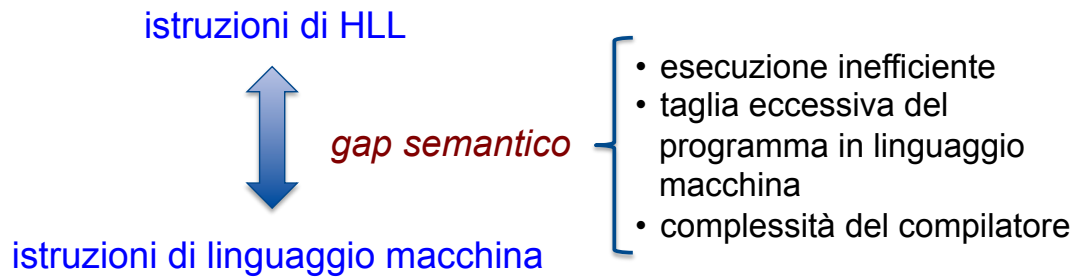 istruzioni di HLL
gap semantico
• esecuzione inefficiente
• taglia eccessiva del
programma in linguaggio
macchina
• complessità del compilatore
istruzioni di linguaggio macchina